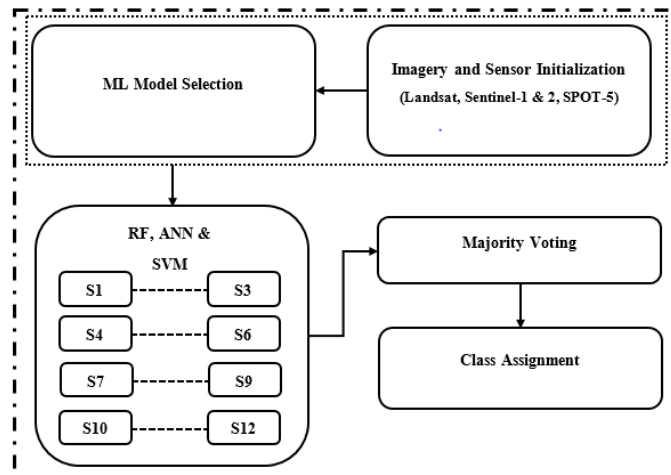 ML Model Selection
Imagery and Sensor Initialization
(Landsat, Sentinel-1 & 2, SPOT-5)
RF, ANN &
SVM
S1
S3
S4
S6
S7
S9
S10
S12
Majority Voting
Class Assignment